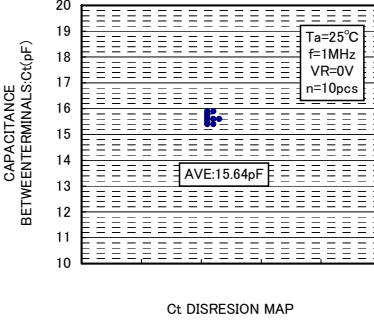 20
19
18
17
16
15
14
13
12
11
10
CAPACITANCE
BETWEENTERMINALS:Ct(pF)
Ta=25℃
f=1MHz
VR=0V
n=10pcs
AVE:15.64pF
Ct DISRESION MAP